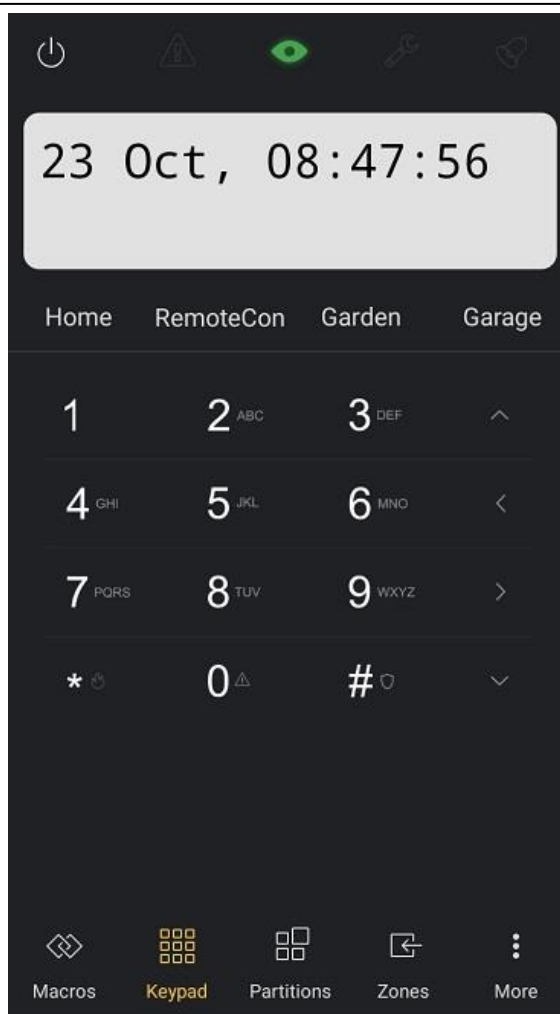 23 Oct, 08:47:56
Home RemoteCon Garden Garage
1 2 ABC 3 DEF
4 GHI 5 JKL 6 MNO
7 PQRS 8 TUV 9 WXYZ
* 0 #
Macros Keypad Partitions Zones More